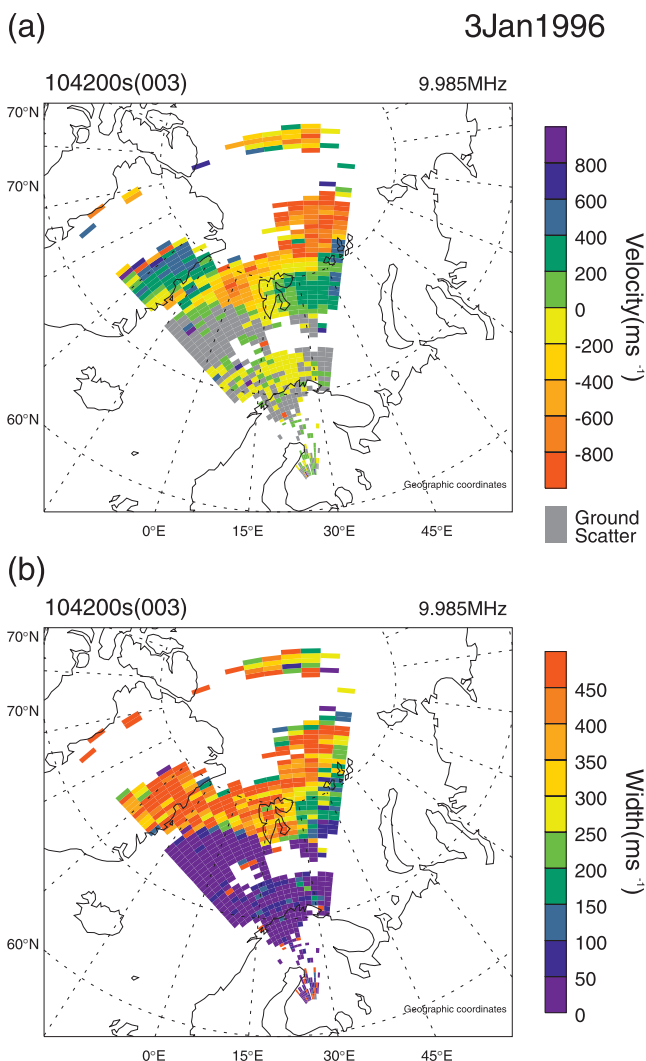 (a)
3Jan1996
104200s(003)
9.985MHz
70°N
70°N
60°N
0°E
15°E
30°E
45°E
Geographic coordinates
800
600
400
200
0
-200
-400
-600
-800
Velocity(ms -1)
Ground
Scatter
(b)
104200s(003)
9.985MHz
70°N
70°N
60°N
0°E
15°E
30°E
45°E
Geographic coordinates
450
400
350
300
250
200
150
100
50
0
Width(ms -1)